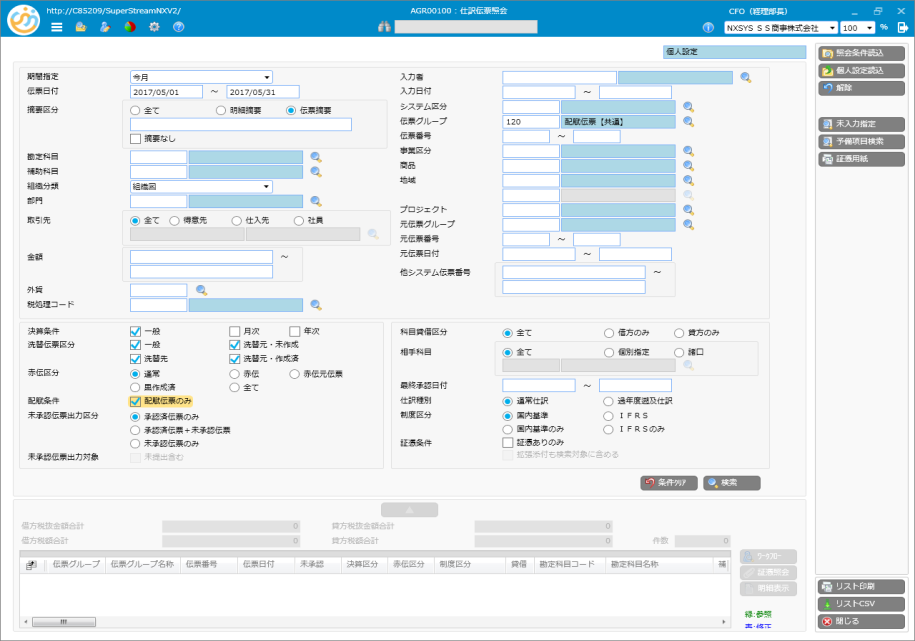 http://CB5209/SuperStreamNXV2/
AGR00100：仕訳伝票照会
CFO（経理部長）
NXSYS ＳＳ商事株式会社
100
%
個人設定
期間指定
今月
伝票日付
2017/05/01
～
2017/05/31
摘要区分
全て
明細摘要
伝票摘要
摘要なし
勘定科目
補助科目
組織分類
組織図
部門
取引先
全て
得意先
仕入先
社員
金額
～
外貨
税処理コード
入力者
入力日付
～
システム区分
伝票グループ
120
配賦伝票【共通】
伝票番号
～
事業区分
商品
地域
プロジェクト
元伝票グループ
元伝票番号
～
元伝票日付
～
他システム伝票番号
～
決算条件
一般
月次
年次
洗替伝票区分
一般
洗替元・未作成
洗替先
洗替元・作成済
赤伝区分
通常
赤伝
赤伝元伝票
黒作成済
全て
配賦条件
配賦伝票のみ
未承認伝票出力区分
承認済伝票のみ
承認済伝票＋未承認伝票
未承認伝票のみ
未承認伝票出力対象
未提出含む
科目貸借区分
全て
借方のみ
貸方のみ
相手科目
全て
個別指定
諸口
最終承認日付
～
仕訳種別
通常仕訳
過年度遡及仕訳
制度区分
国内基準
ＩＦＲＳ
国内基準のみ
ＩＦＲＳのみ
証憑条件
証憑ありのみ
拡張添付も検索対象に含める
条件ｸﾘｱ
検索
借方税抜金額合計
0
貸方税抜金額合計
0
借方税額合計
0
貸方税額合計
0
件数
0
伝票グループ
伝票グループ名称
伝票番号
伝票日付
未承認
決算区分
赤伝区分
制度区分
貸借
勘定科目コード
勘定科目名称
補
ﾜｰｸﾌﾛｰ
証憑照会
明細表示
緑:参照
青:修正
照会条件読込
個人設定読込
解除
未入力指定
予備項目検索
証憑用紙
リスト印刷
リストCSV
閉じる